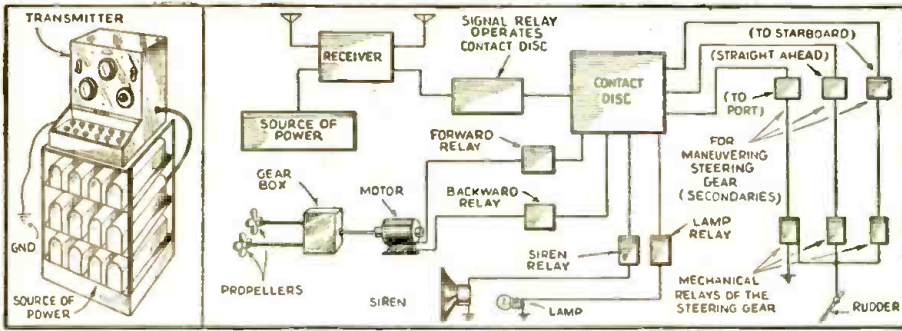 TRANSMITTER
GND
SOURCE OF
POWER
RECEIVER
SOURCE OF
POWER
SIGNAL RELAY
OPERATES
CONTACT DISC
CONTACT
DISC
(TO STARBOARD)
(STRAIGHT AHEAD)
(TO
PORT)
FOR
MANEUVERING
STEERING
GEAR
(SECONDARIES)
FORWARD
RELAY
GEAR
BOX
MOTOR
BACKWARD
RELAY
PROPELLERS
SIREN
SIREN
RELAY
LAMP
RELAY
LAMP
MECHANICAL
RELAYS OF THE
STEERING GEAR
RUDDER